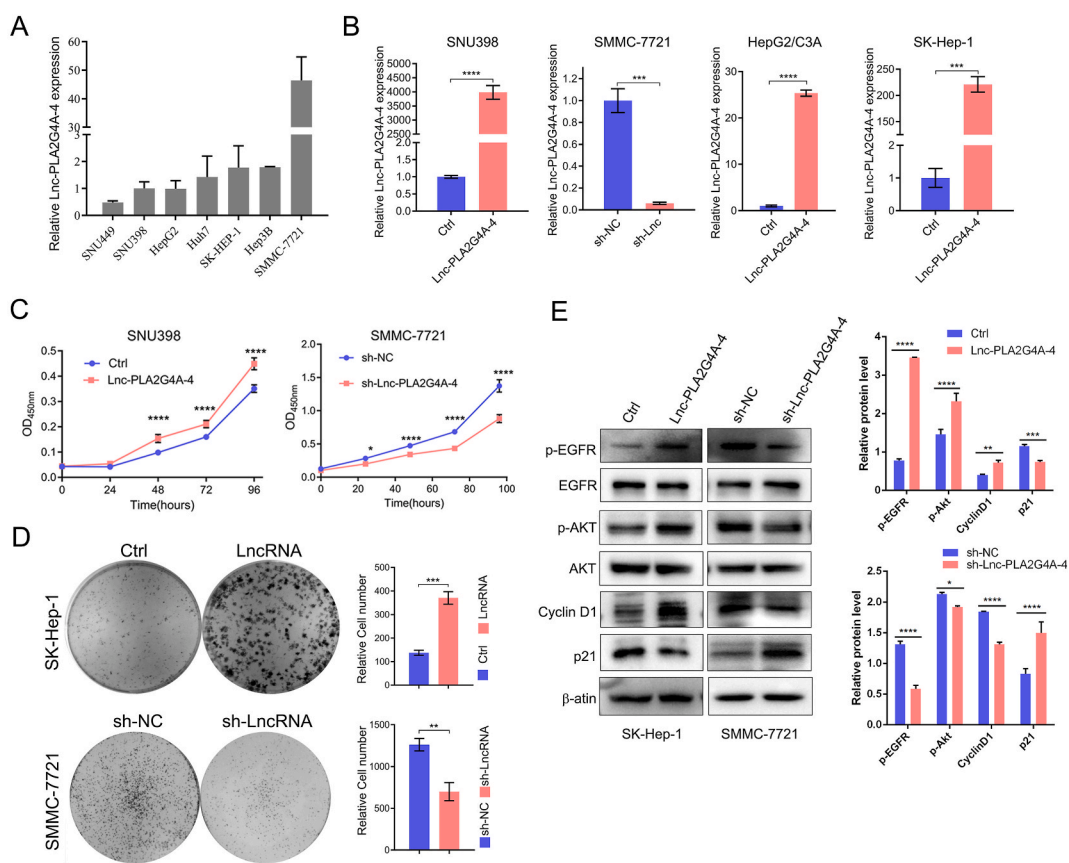 A
Relative Lnc-PLA2G4A-4 expression
60
50
40
30
2
1
0
SNU449
SNU398
HepG2
Huh7
SK-HEP-1
Hep3B
SMMC-7721
B
SNU398
Relative Lnc-PLA2G4A-4 expression
5000
4500
4000
3500
3000
2500
2.0
1.5
1.0
0.5
0.0
****
Ctrl
Lnc-PLA2G4A-4
SMMC-7721
Relative Lnc-PLA2G4A-4 expression
1.2
1.0
0.8
0.6
0.4
0.2
0.0
***
sh-NC
sh-Lnc
HepG2/C3A
Relative Lnc-PLA2G4A-4 expression
30
20
10
0
****
Ctrl
Lnc-PLA2G4A-4
SK-Hep-1
Relative Lnc-PLA2G4A-4 expression
250
200
150
100
2
1
0
***
Ctrl
Lnc-PLA2G4A-4
C
SNU398
OD450nm
0.5
0.4
0.3
0.2
0.1
0.0
Ctrl
Lnc-PLA2G4A-4
****
****
****
0
24
48
72
96
Time(hours)
SMMC-7721
OD450nm
2.0
1.5
1.0
0.5
0.0
sh-NC
sh-Lnc-PLA2G4A-4
*
****
****
****
0
20
40
60
80
100
Time(hours)
D
SK-Hep-1
Ctrl
LncRNA
Relative Cell number
400
300
200
100
0
***
Ctrl
LncRNA
SMMC-7721
sh-NC
sh-LncRNA
Relative Cell number
1500
1000
500
0
**
sh-NC
sh-LncRNA
E
Ctrl
Lnc-PLA2G4A-4
sh-NC
sh-Lnc-PLA2G4A-4
p-EGFR
EGFR
p-AKT
AKT
Cyclin D1
p21
β-atin
SK-Hep-1
SMMC-7721
Ctrl
Lnc-PLA2G4A-4
Relative protein level
4
3
2
1
0
****
****
**
***
p-EGFR
p-Akt
CyclinD1
p21
sh-NC
sh-Lnc-PLA2G4A-4
Relative protein level
2.5
2.0
1.5
1.0
0.5
0.0
****
*
****
****
p-EGFR
p-Akt
CyclinD1
p21